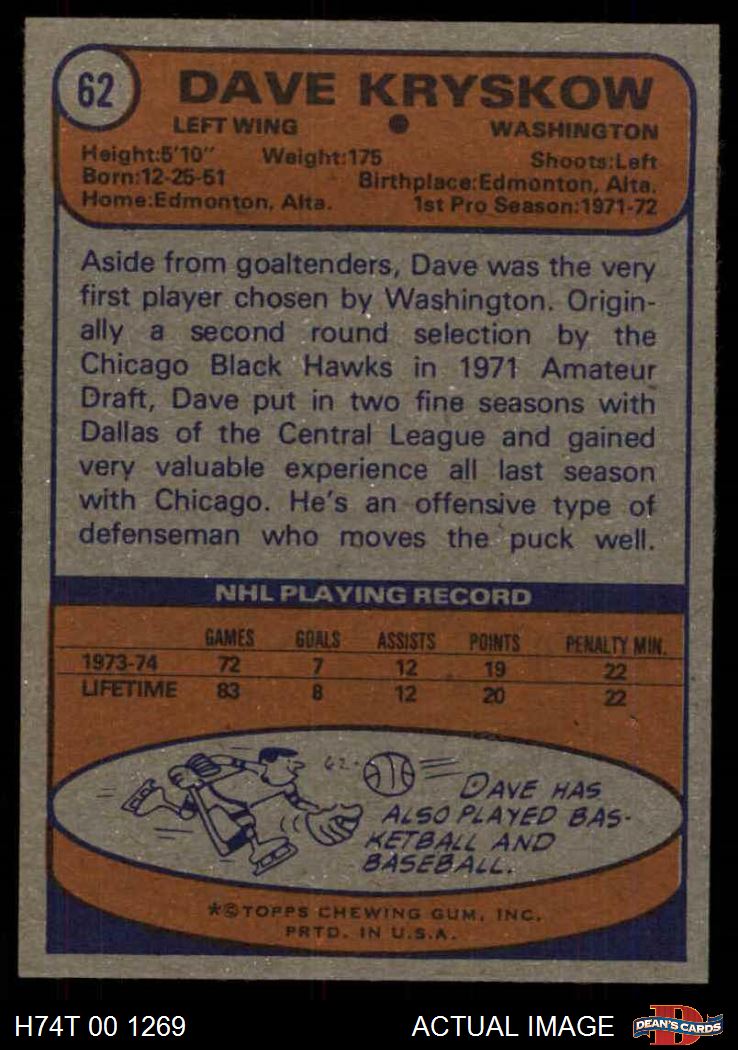 62
DAVE KRYSKOW
LEFT WING WASHINGTON
Height:5'10" Weight:175 Shoots:Left
Born:12-25-51 Birthplace:Edmonton, Alta.
Home:Edmonton, Alta. 1st Pro Season:1971-72
Aside from goaltenders, Dave was the very
first player chosen by Washington. Origin-
ally a second round selection by the
Chicago Black Hawks in 1971 Amateur
Draft, Dave put in two fine seasons with
Dallas of the Central League and gained
very valuable experience all last season
with Chicago. He's an offensive type of
defenseman who moves the puck well.
NHL PLAYING RECORD
GAMES GOALS ASSISTS POINTS PENALTY MIN.
1973-74 72 7 12 19 22
LIFETIME 83 8 12 20 22
62-
DAVE HAS
ALSO PLAYED BAS-
KETBALL AND
BASEBALL.
*©TOPPS CHEWING GUM, INC.
PRTD. IN U.S.A.
H74T 00 1269 ACTUAL IMAGE
D
DEAN'S CARDS